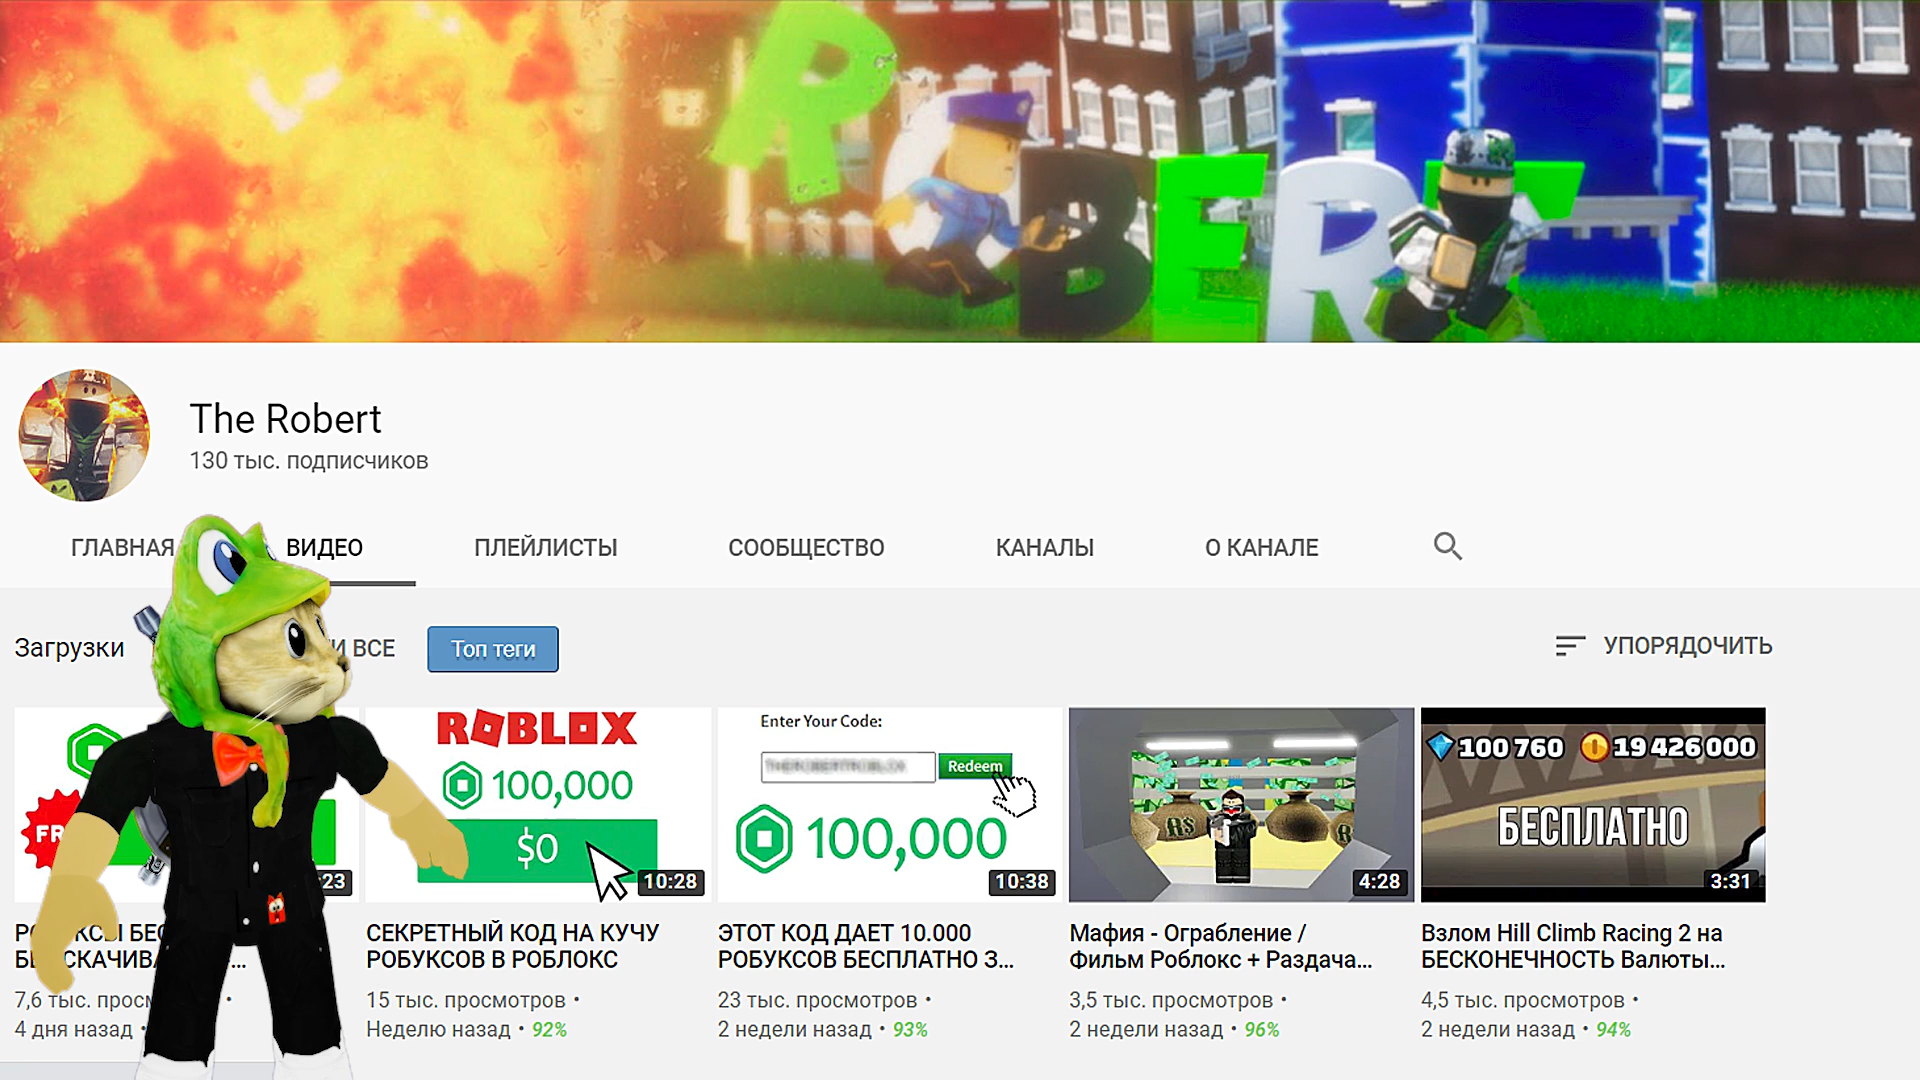 ROBERT
The Robert
130 тыс. подписчиков
ГЛАВНАЯ ВИДЕО ПЛЕЙЛИСТЫ СООБЩЕСТВО КАНАЛЫ О КАНАЛЕ
Загрузки ВСЕ Топ теги УПОРЯДОЧИТЬ
FR
23
ROBLOX
100,000
$0
10:28
Enter Your Code:
Redeem
100,000
10:38
R$
4:28
100 760 19 426 000
БЕСПЛАТНО
3:31
СЕКРЕТНЫЙ КОД НА КУЧУ
РОБУКСОВ В РОБЛОКС
15 тыс. просмотров •
Неделю назад • 92%
ЭТОТ КОД ДАЕТ 10.000
РОБУКСОВ БЕСПЛАТНО З...
23 тыс. просмотров •
2 недели назад • 93%
Мафия - Ограбление /
Фильм Роблокс + Раздача...
3,5 тыс. просмотров •
2 недели назад • 96%
Взлом Hill Climb Racing 2 на
БЕСКОНЕЧНОСТЬ Валюты...
4,5 тыс. просмотров •
2 недели назад • 94%
7,6 тыс.
4 дня назад •